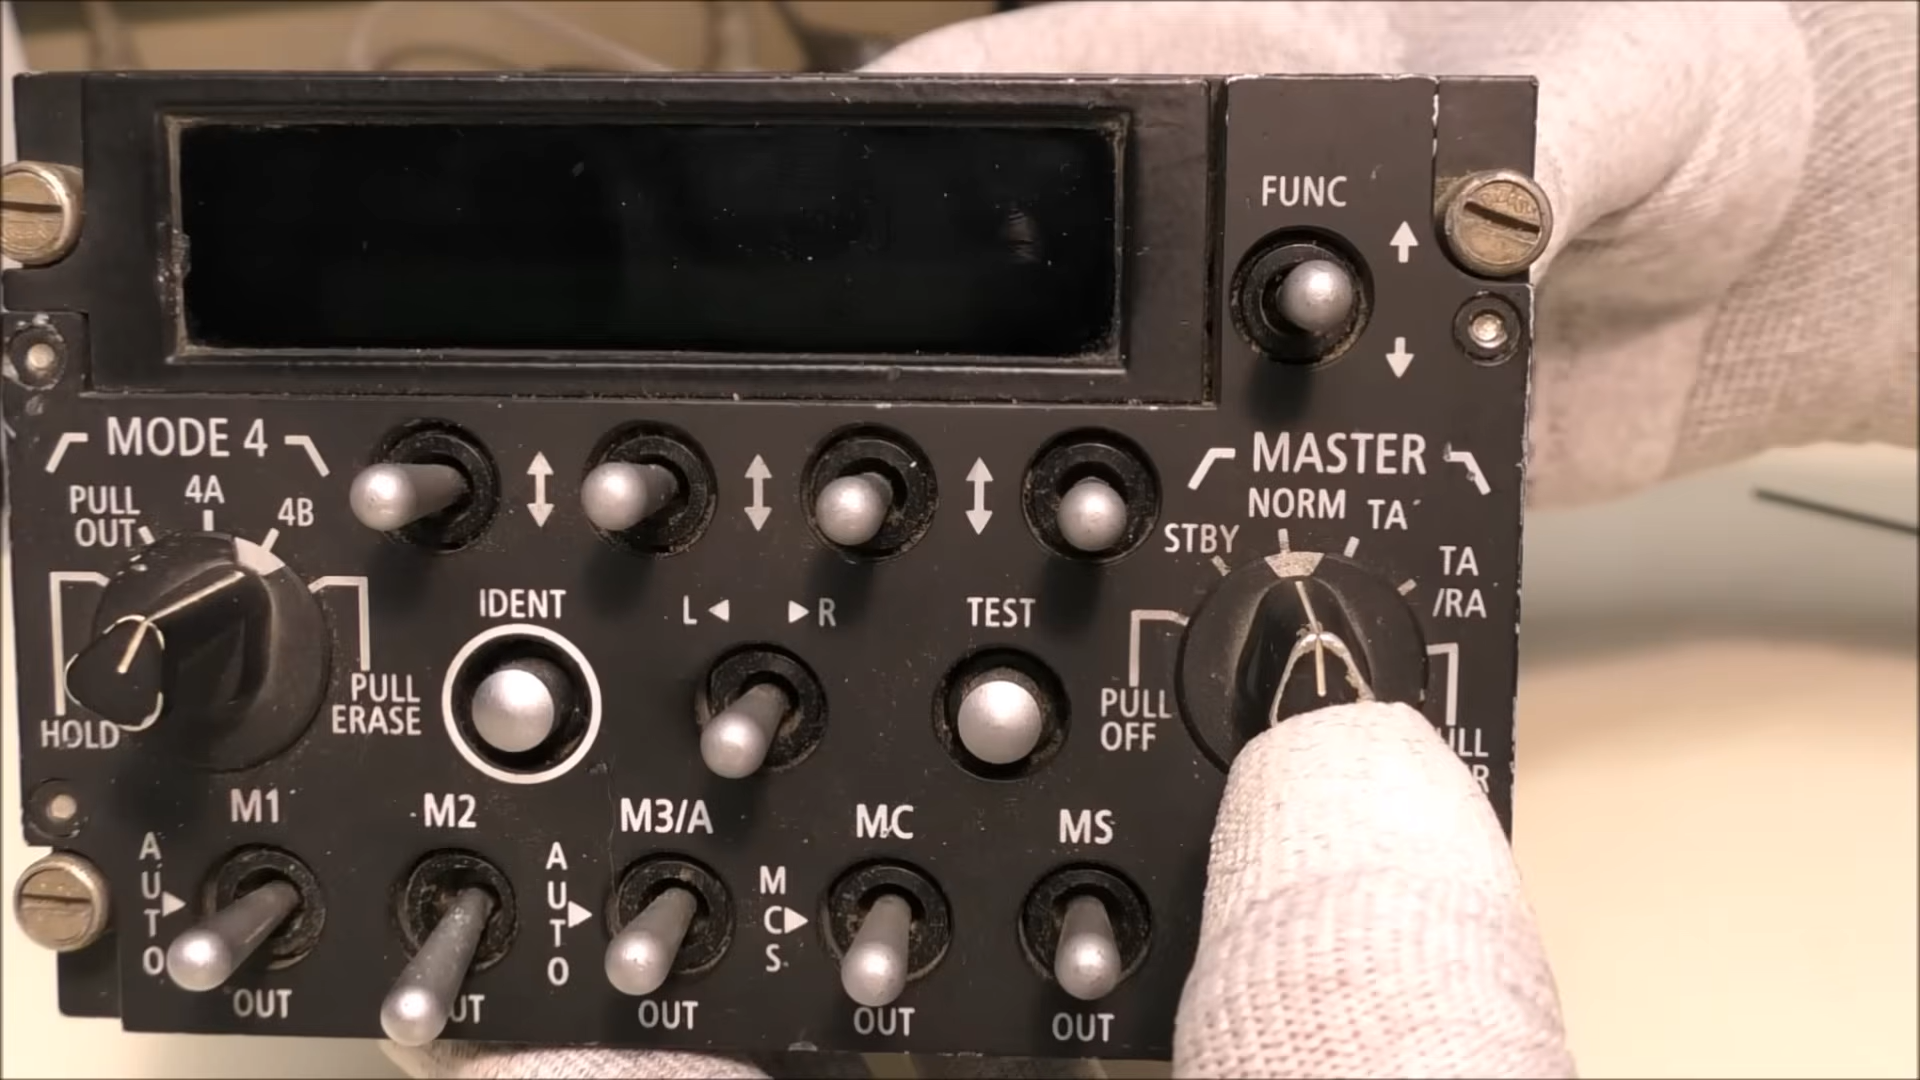 FUNC
MODE 4
MASTER
PULL
OUT
4A
4B
STBY
NORM
TA
TA
/RA
IDENT
L
R
TEST
HOLD
PULL
ERASE
PULL
OFF
M1
M2
M3/A
MC
MS
AUTO
AUTO
MCS
OUT
OUT
OUT
OUT